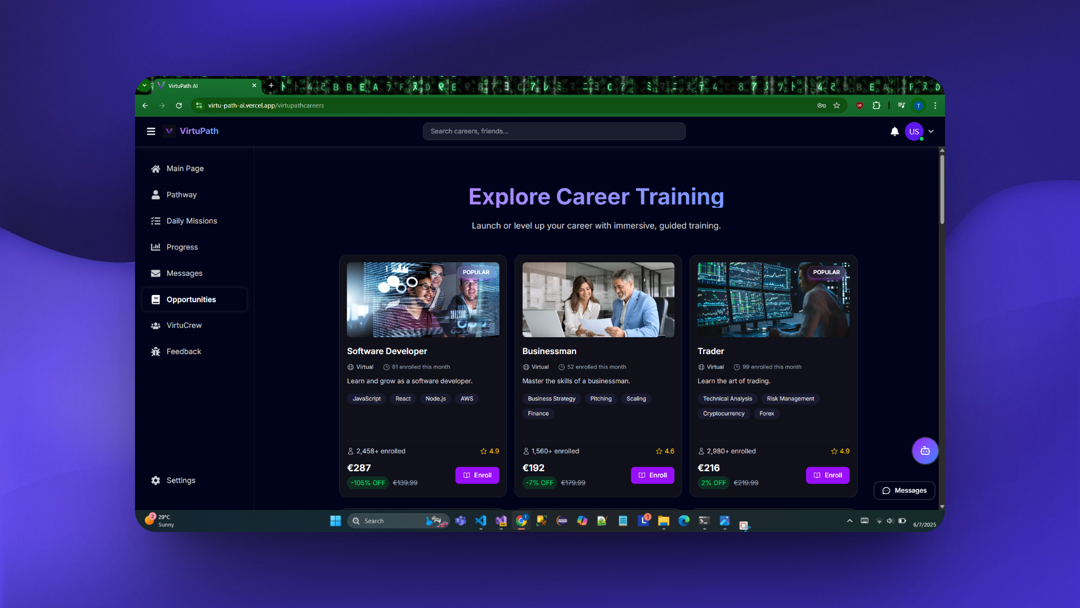 VirtuPath AI
virtu-path-ai.vercel.app/virtupathcareers
VirtuPath
Search careers, friends...
US
Main Page
Pathway
Daily Missions
Progress
Messages
Opportunities
VirtuCrew
Feedback
Settings
Explore Career Training
Launch or level up your career with immersive, guided training.
POPULAR
Software Developer
Virtual 81 enrolled this month
Learn and grow as a software developer.
JavaScript React Node.js AWS
2,458+ enrolled 4.9
€287
Enroll
-105% OFF €139.99
Businessman
Virtual 52 enrolled this month
Master the skills of a businessman.
Business Strategy Pitching Scaling
Finance
1,560+ enrolled 4.6
€192
Enroll
-7% OFF €179.99
POPULAR
Trader
Virtual 99 enrolled this month
Learn the art of trading.
Technical Analysis Risk Management
Cryptocurrency Forex
2,980+ enrolled 4.9
€216
Enroll
2% OFF €219.99
Messages
29°C
Sunny
Search
6/7/2025